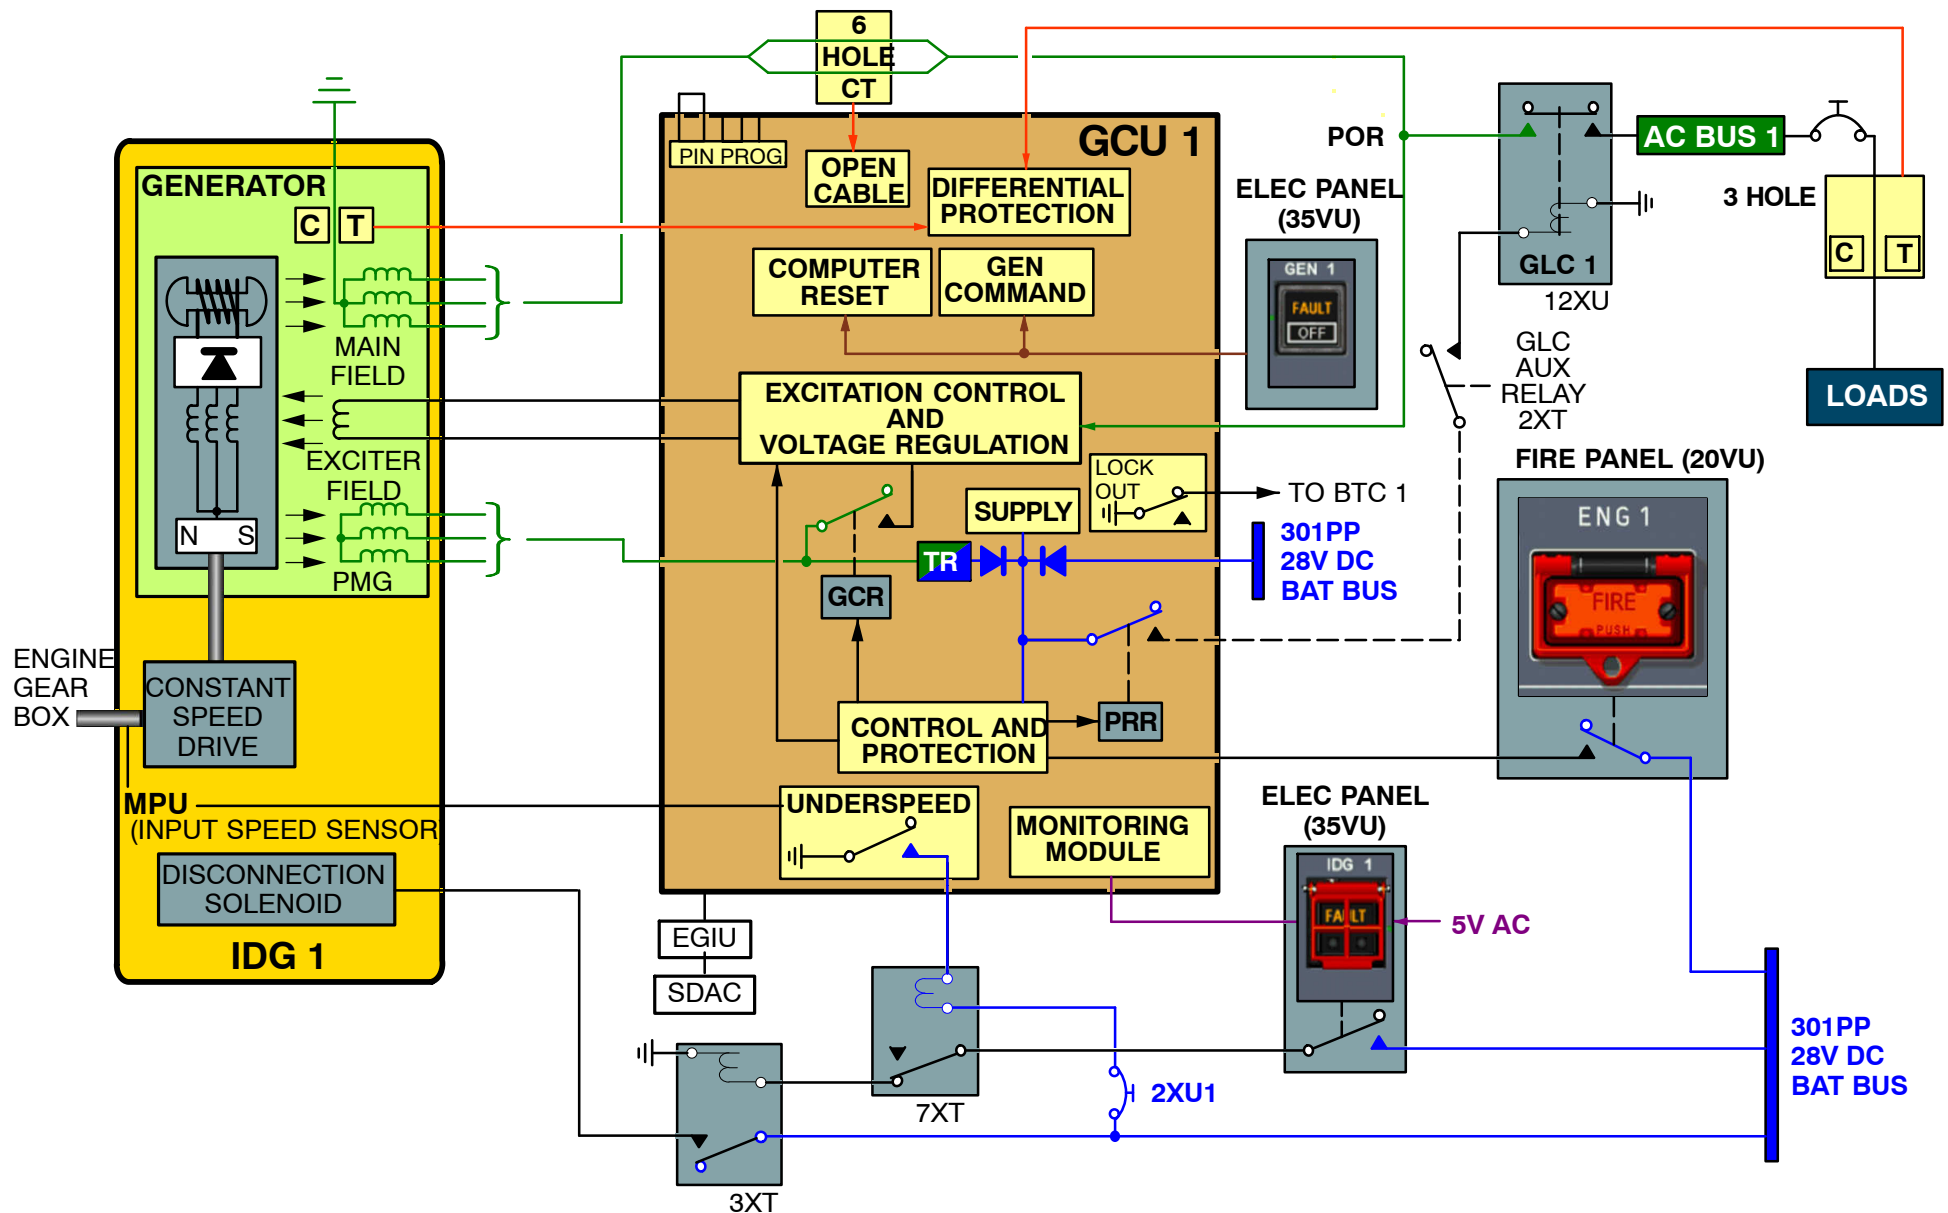 6
HOLE
CT
GCU 1
PIN PROG
OPEN
CABLE
DIFFERENTIAL
PROTECTION
POR
AC BUS 1
ELEC PANEL
(35VU)
3 HOLE
C
T
GENERATOR
C
T
COMPUTER
RESET
GEN
COMMAND
GEN 1
FAULT
OFF
GLC 1
12XU
GLC
AUX
RELAY
2XT
LOADS
MAIN
FIELD
EXCITATION CONTROL
AND
VOLTAGE REGULATION
EXCITER
FIELD
LOCK
OUT
TO BTC 1
FIRE PANEL (20VU)
ENG 1
FIRE
PUSH
N
S
PMG
SUPPLY
TR
301PP
28V DC
BAT BUS
GCR
ENGINE
GEAR
BOX
CONSTANT
SPEED
DRIVE
CONTROL AND
PROTECTION
PRR
MPU
(INPUT SPEED SENSOR
UNDERSPEED
MONITORING
MODULE
ELEC PANEL
(35VU)
IDG 1
FAULT
5V AC
DISCONNECTION
SOLENOID
IDG 1
EGIU
SDAC
301PP
28V DC
BAT BUS
2XU1
7XT
3XT